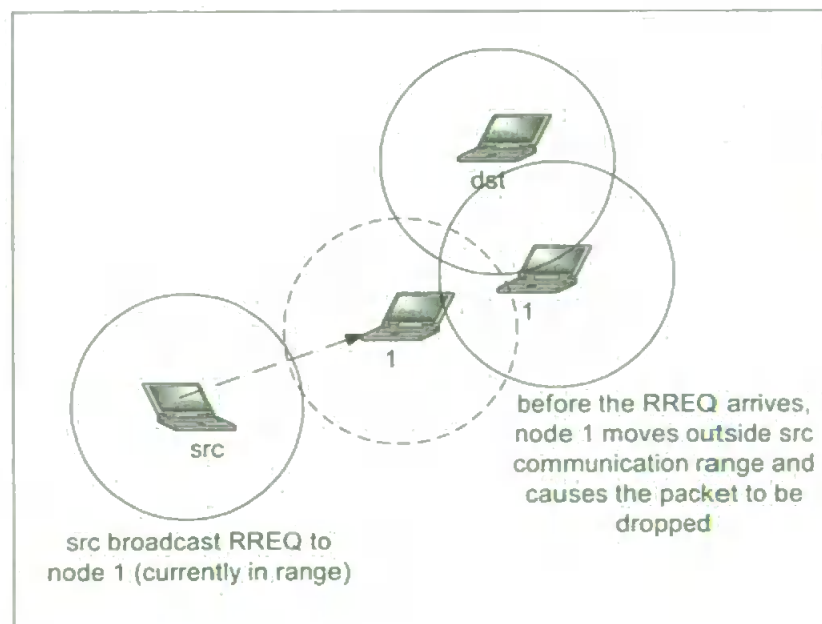 dst
1
1
src
before the RREQ arrives,
node 1 moves outside src
communication range and
causes the packet to be
dropped
src broadcast RREQ to
node 1 (currently in range)